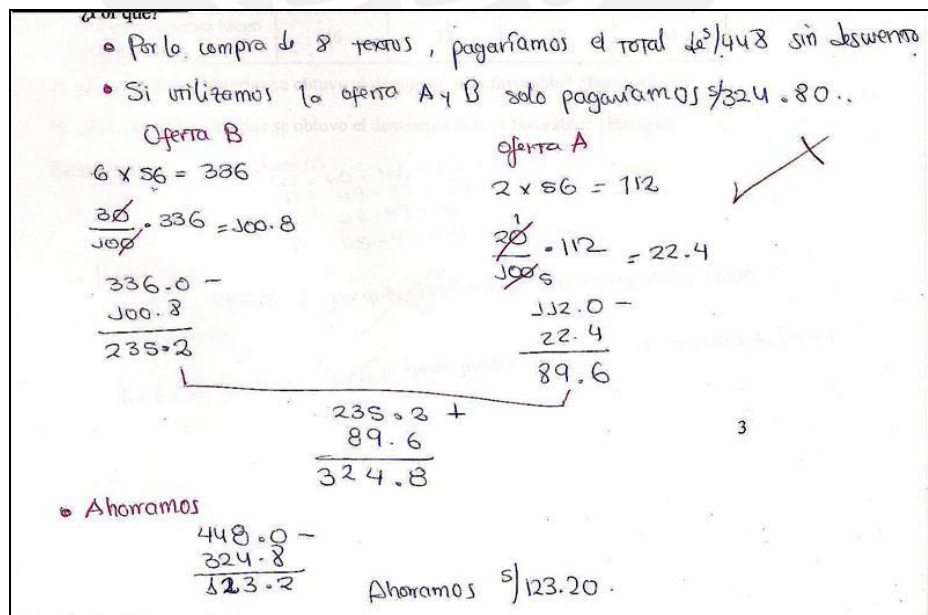 ¿Por qué?
• Por la compra de 8 textos, pagaríamos el total de S/448 sin descuento
• Si utilizamos la oferta A y B solo pagaríamos S/324.80..
Oferta B
6 x 56 = 336
30/100 . 336 = 100.8
336.0 -
100.8
235.2
oferta A
2 x 56 = 112
1
20/100 5 . 112 = 22.4
112.0 -
22.4
89.6
235.2 +
89.6
324.8
3
• Ahorramos
448.0 -
324.8
123.2
Ahorramos S/123.20.